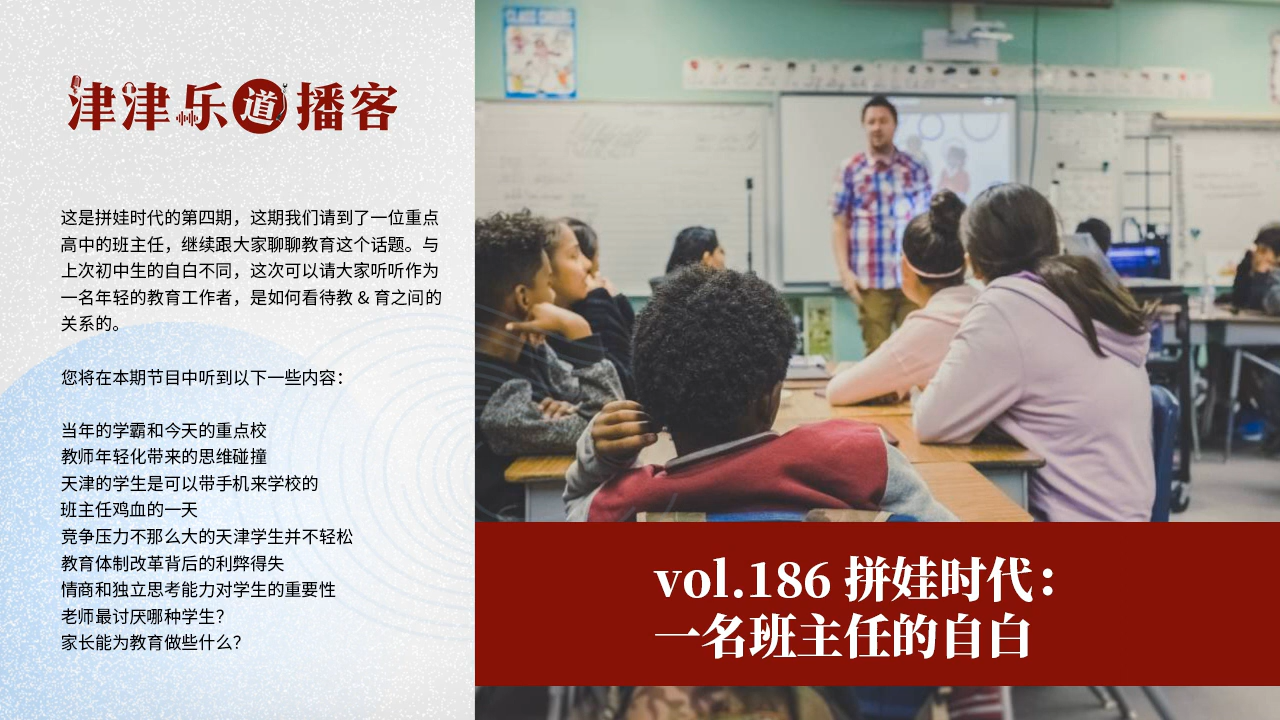 津津乐道播客
这是拼娃时代的第四期，这期我们请到了一位重点
高中的班主任，继续跟大家聊聊教育这个话题。与
上次初中生的自白不同，这次可以请大家听听作为
一名年轻的教育工作者，是如何看待教 & 育之间的
关系的。
您将在本期节目中听到以下一些内容：
当年的学霸和今天的重点校
教师年轻化带来的思维碰撞
天津的学生是可以带手机来学校的
班主任鸡血的一天
竞争压力不那么大的天津学生并不轻松
教育体制改革背后的利弊得失
情商和独立思考能力对学生的重要性
老师最讨厌哪种学生？
家长能为教育做些什么？
CLASS ORDERS
vol.186 拼娃时代：
一名班主任的自白